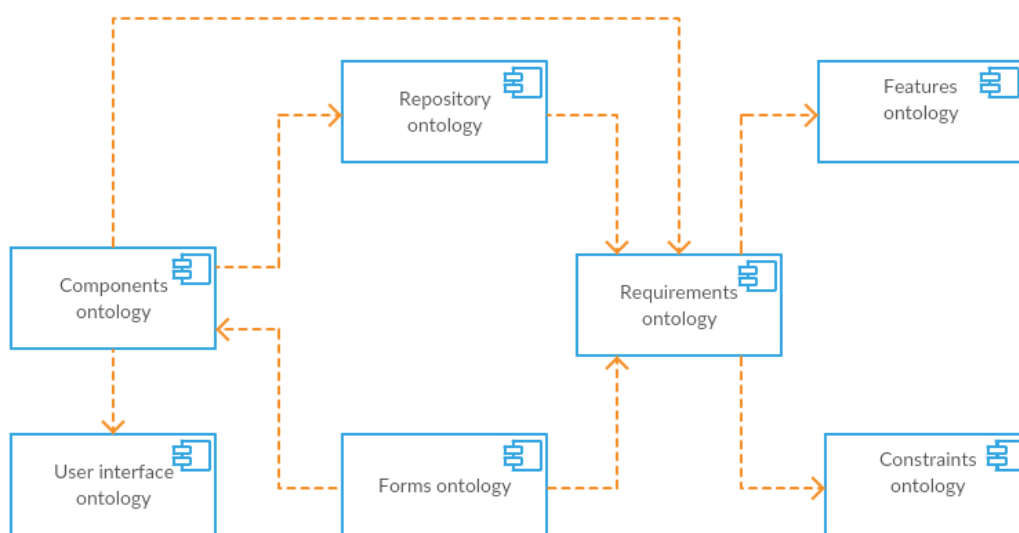 Repository
ontology
Features
ontology
Components
ontology
Requirements
ontology
User interface
ontology
Forms ontology
Constraints
ontology